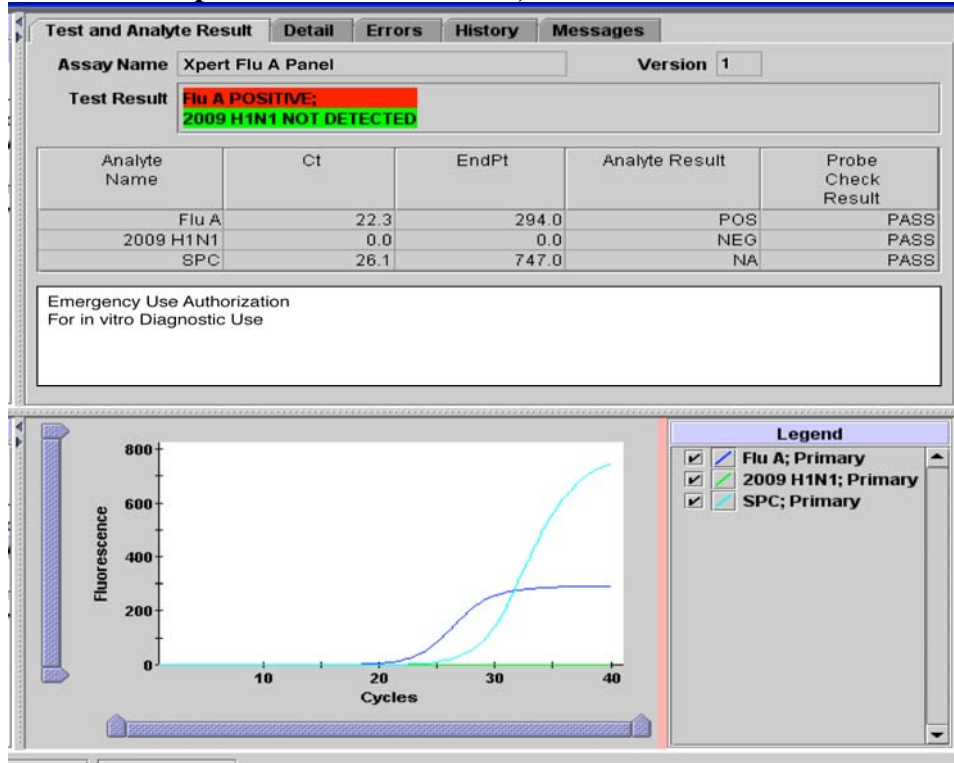 Test and Analyte Result Detail Errors History Messages
Assay Name Xpert Flu A Panel Version 1
Test Result Flu A POSITIVE;
2009 H1N1 NOT DETECTED
Analyte Name Ct EndPt Analyte Result Probe Check Result
Flu A 22.3 294.0 POS PASS
2009 H1N1 0.0 0.0 NEG PASS
SPC 26.1 747.0 NA PASS
Emergency Use Authorization
For in vitro Diagnostic Use
Legend
Flu A; Primary
2009 H1N1; Primary
SPC; Primary
800
600
400
200
0
Fluorescence
10 20 30 40
Cycles